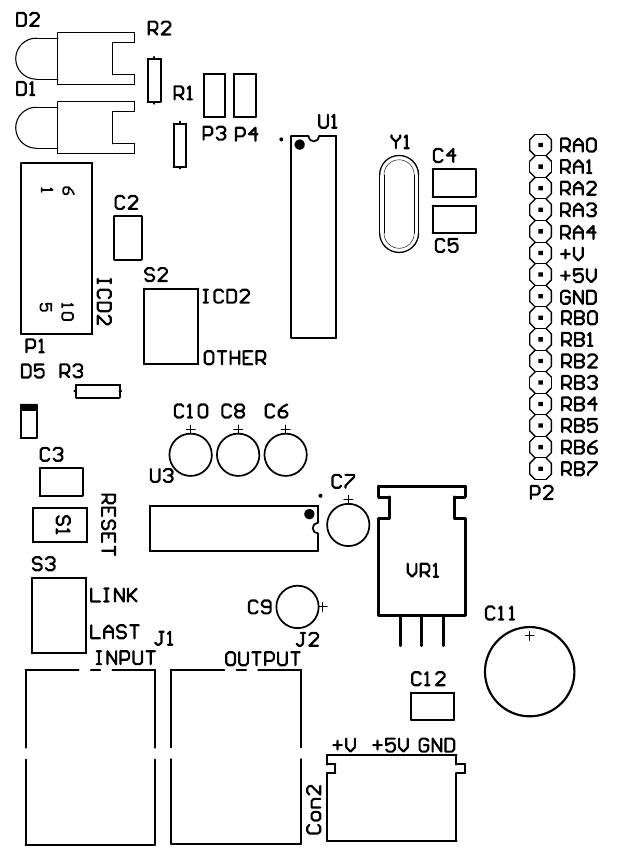 D2
R2
D1
R1
P3 P4
U1
Y1
C4
C5
RA0
RA1
RA2
RA3
RA4
+V
+5V
GND
RB0
RB1
RB2
RB3
RB4
RB5
RB6
RB7
P2
1 6
5 10
ICD2
P1
C2
S2
ICD2
OTHER
D5 R3
C10 C8 C6
U3
C7
C3
S1
RESET
VR1
S3
LINK
LAST
C9
J1
INPUT
J2
OUTPUT
C11
C12
+V +5V GND
Con2